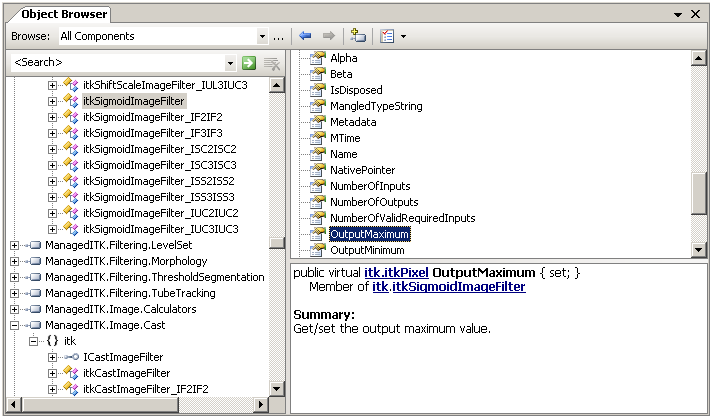 Object Browser
Browse: All Components ...
<Search>
itkShiftScaleImageFilter_IUL3IUC3
itkSigmoidImageFilter
itkSigmoidImageFilter_IF2IF2
itkSigmoidImageFilter_IF3IF3
itkSigmoidImageFilter_ISC2ISC2
itkSigmoidImageFilter_ISC3ISC3
itkSigmoidImageFilter_ISS2ISS2
itkSigmoidImageFilter_ISS3ISS3
itkSigmoidImageFilter_IUC2IUC2
itkSigmoidImageFilter_IUC3IUC3
ManagedITK.Filtering.LevelSet
ManagedITK.Filtering.Morphology
ManagedITK.Filtering.ThresholdSegmentation
ManagedITK.Filtering.TubeTracking
ManagedITK.Image.Calculators
ManagedITK.Image.Cast
{} itk
ICastImageFilter
itkCastImageFilter
itkCastImageFilter_IF2IF2
Alpha
Beta
IsDisposed
MangledTypeString
Metadata
MTime
Name
NativePointer
NumberOfInputs
NumberOfOutputs
NumberOfValidRequiredInputs
OutputMaximum
OutputMinimum
public virtual itk.itkPixel OutputMaximum { set; }
Member of itk.itkSigmoidImageFilter
Summary:
Get/set the output maximum value.